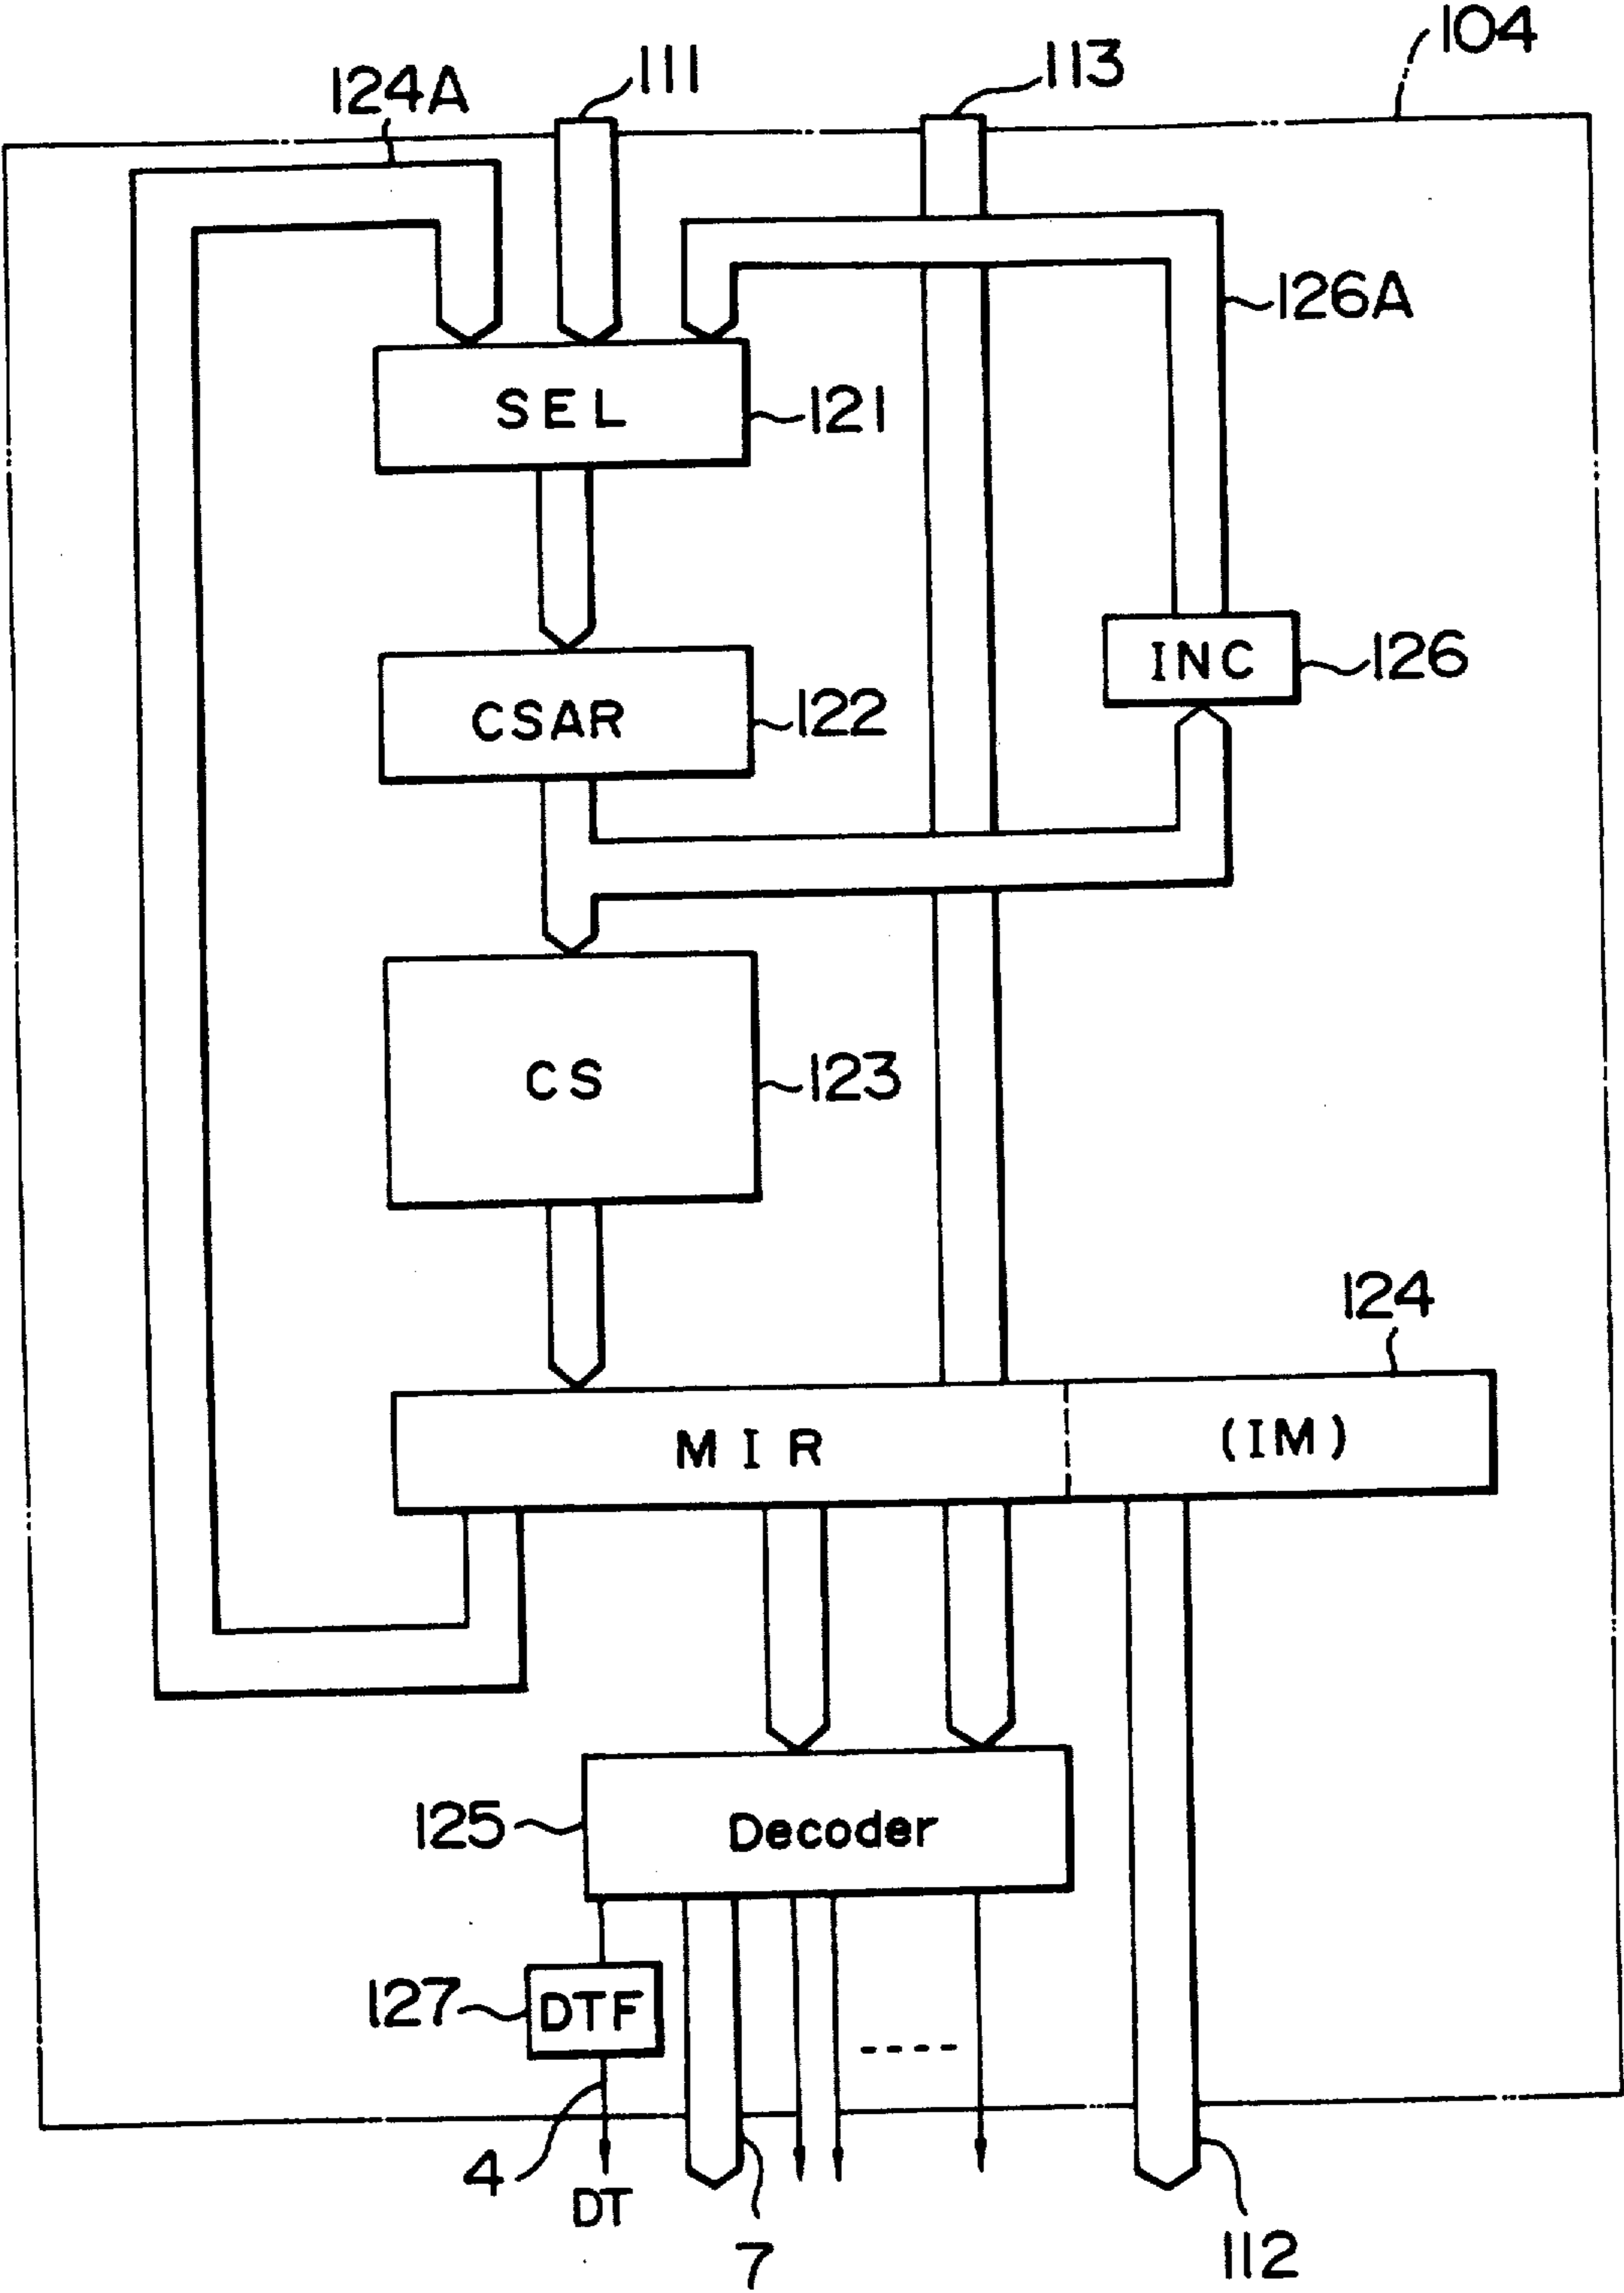 104
111
113
124A
126A
SEL
121
INC
126
CSAR
122
CS
123
124
MIR
(IM)
125
Decoder
127
DTF
4
DT
7
112